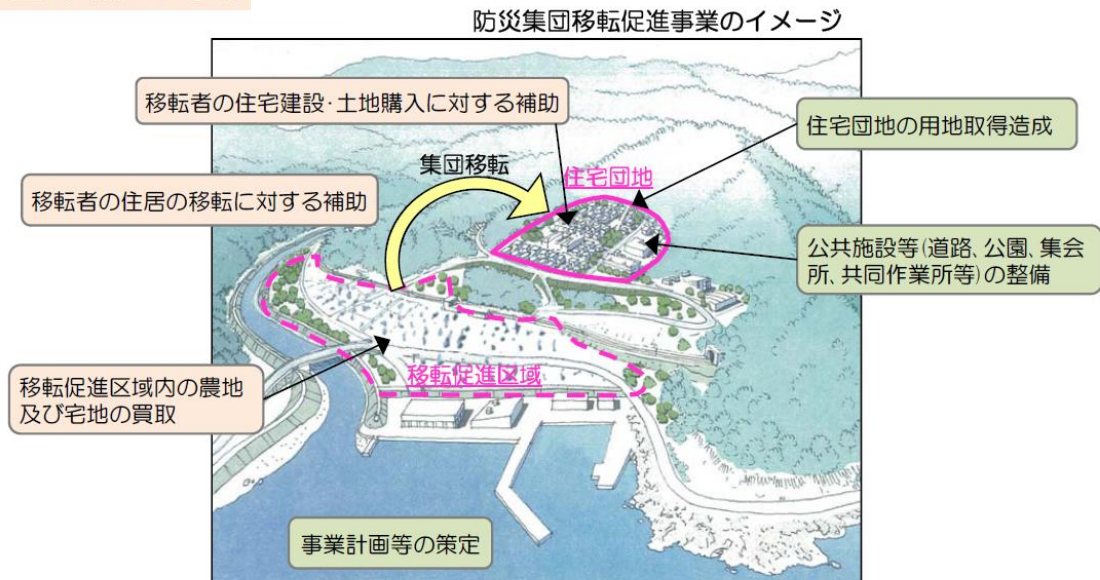 防災集団移転促進事業のイメージ
移転者の住宅建設・土地購入に対する補助
住宅団地の用地取得造成
集団移転
住宅団地
移転者の住居の移転に対する補助
公共施設等(道路、公園、集会
所、共同作業所等)の整備
移転促進区域内の農地
及び宅地の買取
移転促進区域
事業計画等の策定